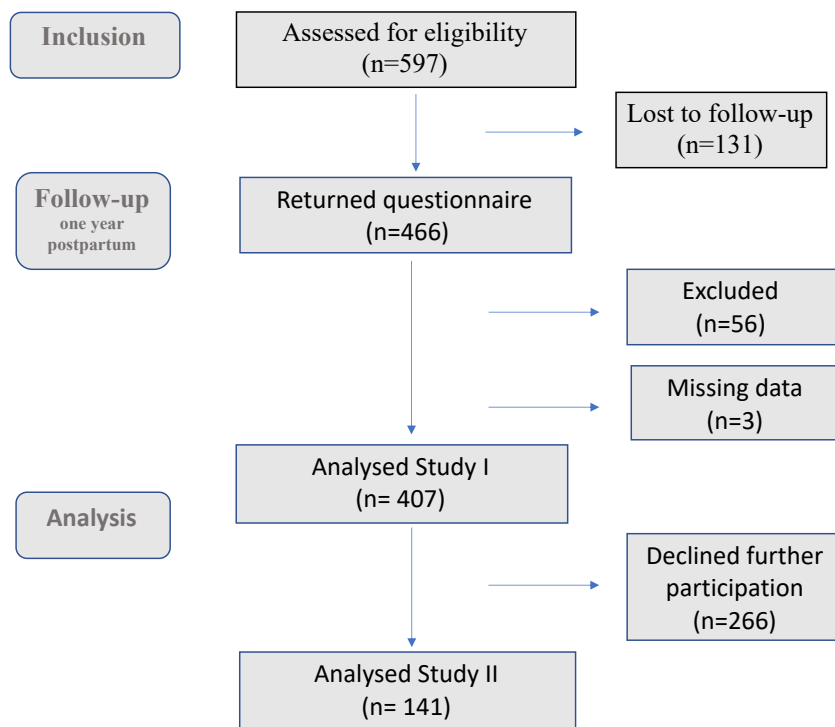 Inclusion
Assessed for eligibility
(n=597)
Lost to follow-up
(n=131)
Follow-up
one year
postpartum
Returned questionnaire
(n=466)
Excluded
(n=56)
Missing data
(n=3)
Analysed Study I
(n= 407)
Analysis
Declined further
participation
(n=266)
Analysed Study II
(n= 141)